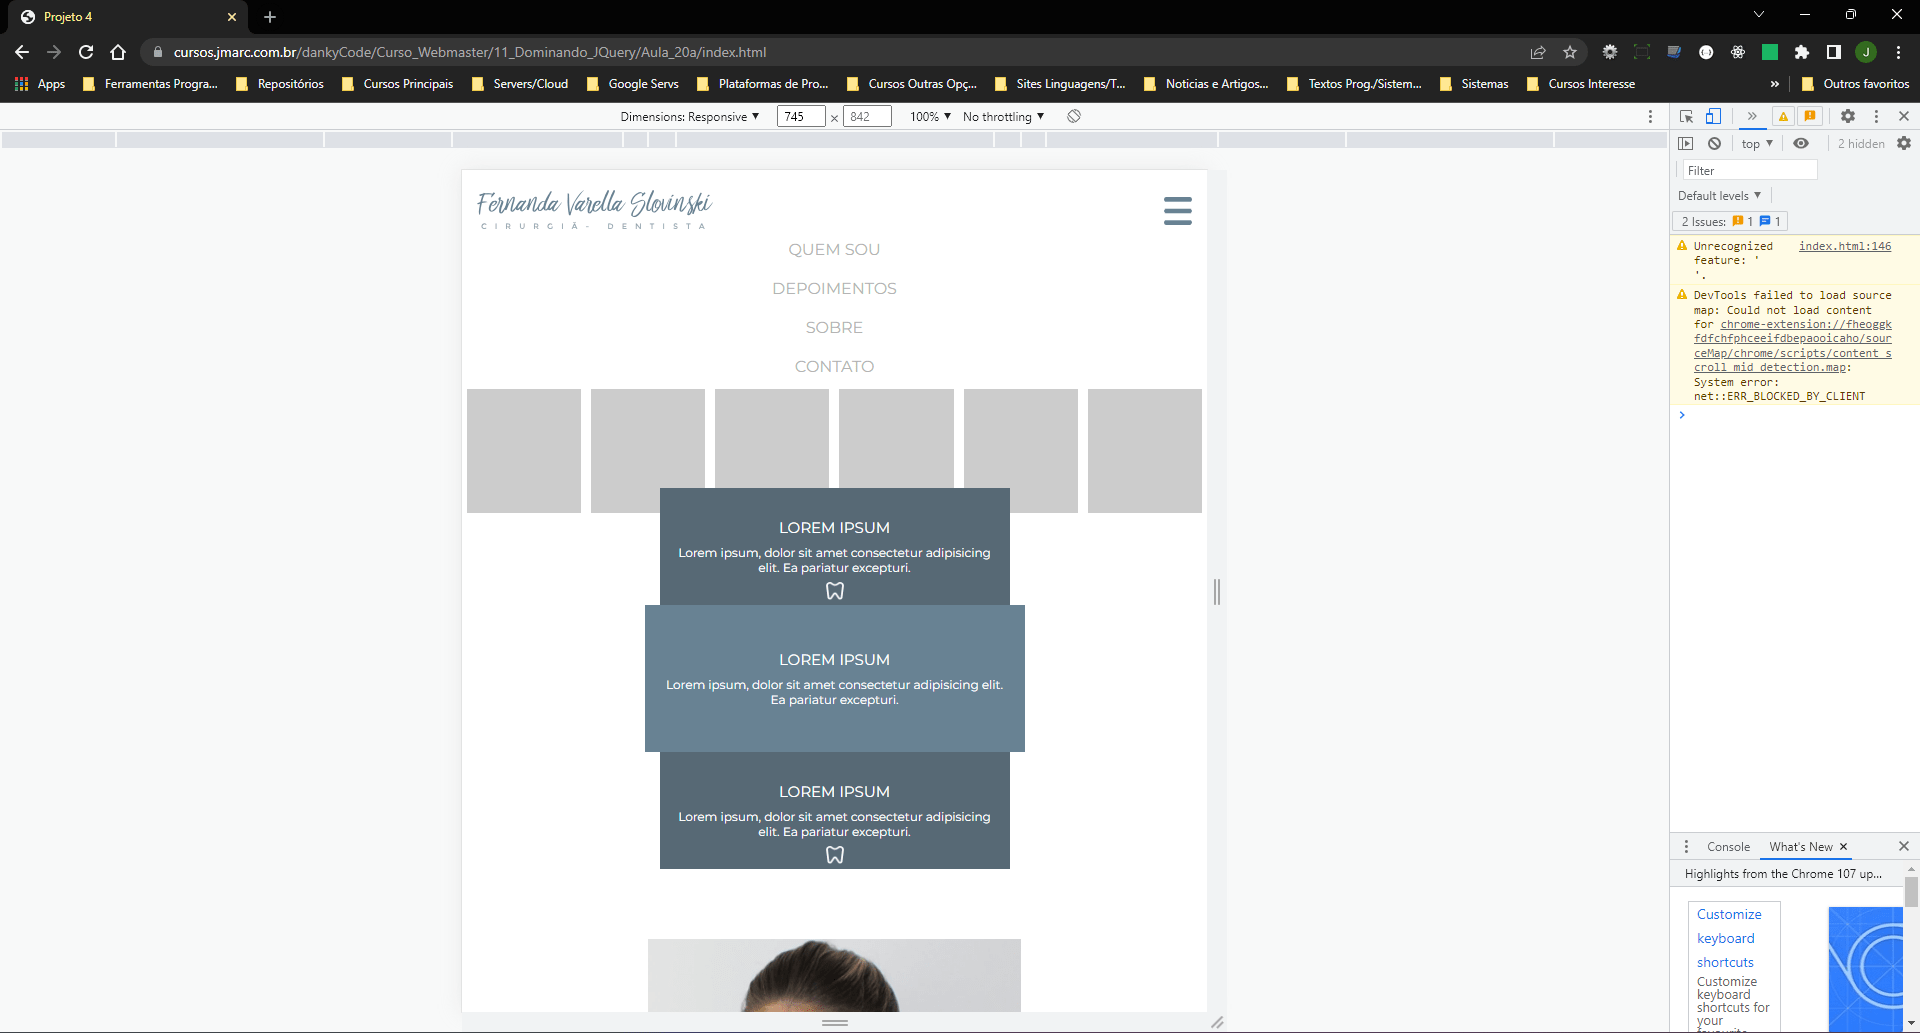 Projeto 4
cursos.jmarc.com.br/dankyCode/Curso_Webmaster/11_Dominando_JQuery/Aula_20a/index.html
J
Apps Ferramentas Progra... Repositórios Cursos Principais Servers/Cloud Google Servs Plataformas de Pro... Cursos Outras Opç... Sites Linguagens/T... Noticias e Artigos... Textos Prog./Sistem... Sistemas Cursos Interesse » Outros favoritos
Dimensions: Responsive ▼ 745 × 842 100% ▼ No throttling ▼
Fernanda Varella Slovinski
CIRURGIÃ- DENTISTA
QUEM SOU
DEPOIMENTOS
SOBRE
CONTATO
LOREM IPSUM
Lorem ipsum, dolor sit amet consectetur adipisicing
elit. Ea pariatur excepturi.
LOREM IPSUM
Lorem ipsum, dolor sit amet consectetur adipisicing elit.
Ea pariatur excepturi.
LOREM IPSUM
Lorem ipsum, dolor sit amet consectetur adipisicing
elit. Ea pariatur excepturi.
»
top ▼ 2 hidden
Filter
Default levels ▼
2 Issues: 1 1
Unrecognized index.html:146
feature: '
'.
DevTools failed to load source
map: Could not load content
for chrome-extension://fheoggk
fdfchfphceeifdbepaooicaho/sour
ceMap/chrome/scripts/content_s
croll_mid_detection.map:
System error:
net::ERR_BLOCKED_BY_CLIENT
Console What's New
Highlights from the Chrome 107 up...
Customize
keyboard
shortcuts
Customize
keyboard
shortcuts for
your